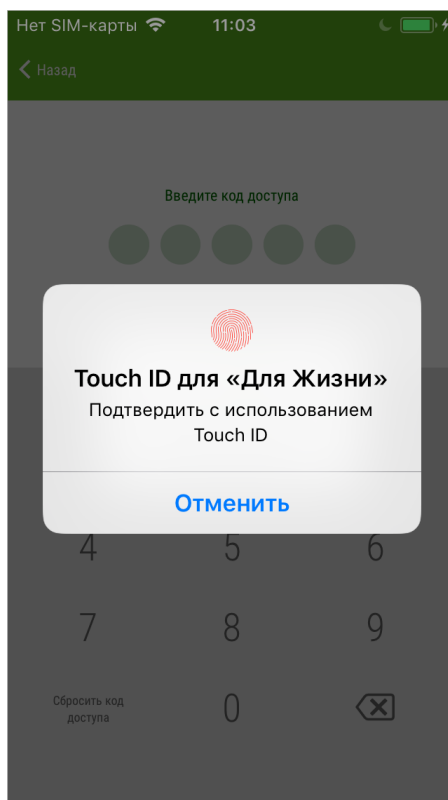 Нет SIM-карты 11:03
Назад
Введите код доступа
Touch ID для «Для Жизни»
Подтвердить с использованием
Touch ID
Отменить
4 5 6
7 8 9
Сбросить код
доступа
0